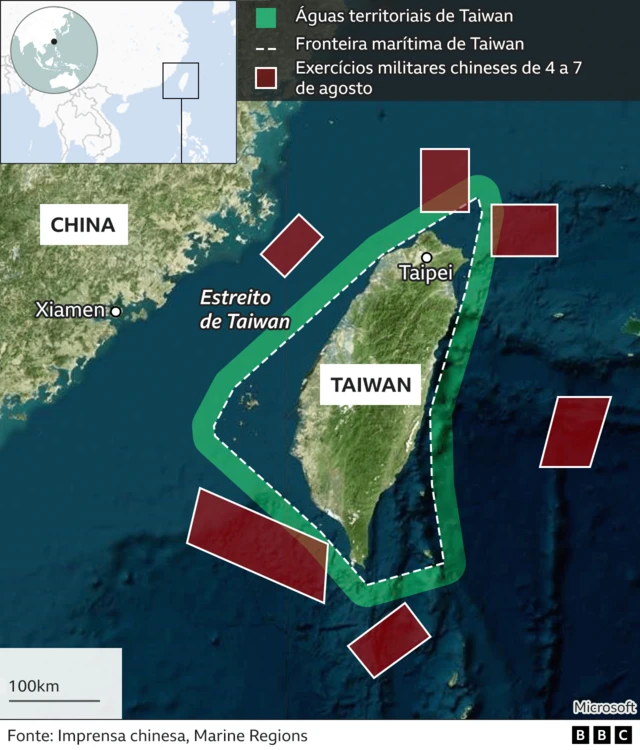 Águas territoriais de Taiwan
Fronteira marítima de Taiwan
Exercícios militares chineses de 4 a 7
de agosto
CHINA
Taipei
Xiamen
Estreito
de Taiwan
TAIWAN
100km
Microsoft
Fonte: Imprensa chinesa, Marine Regions
BBC